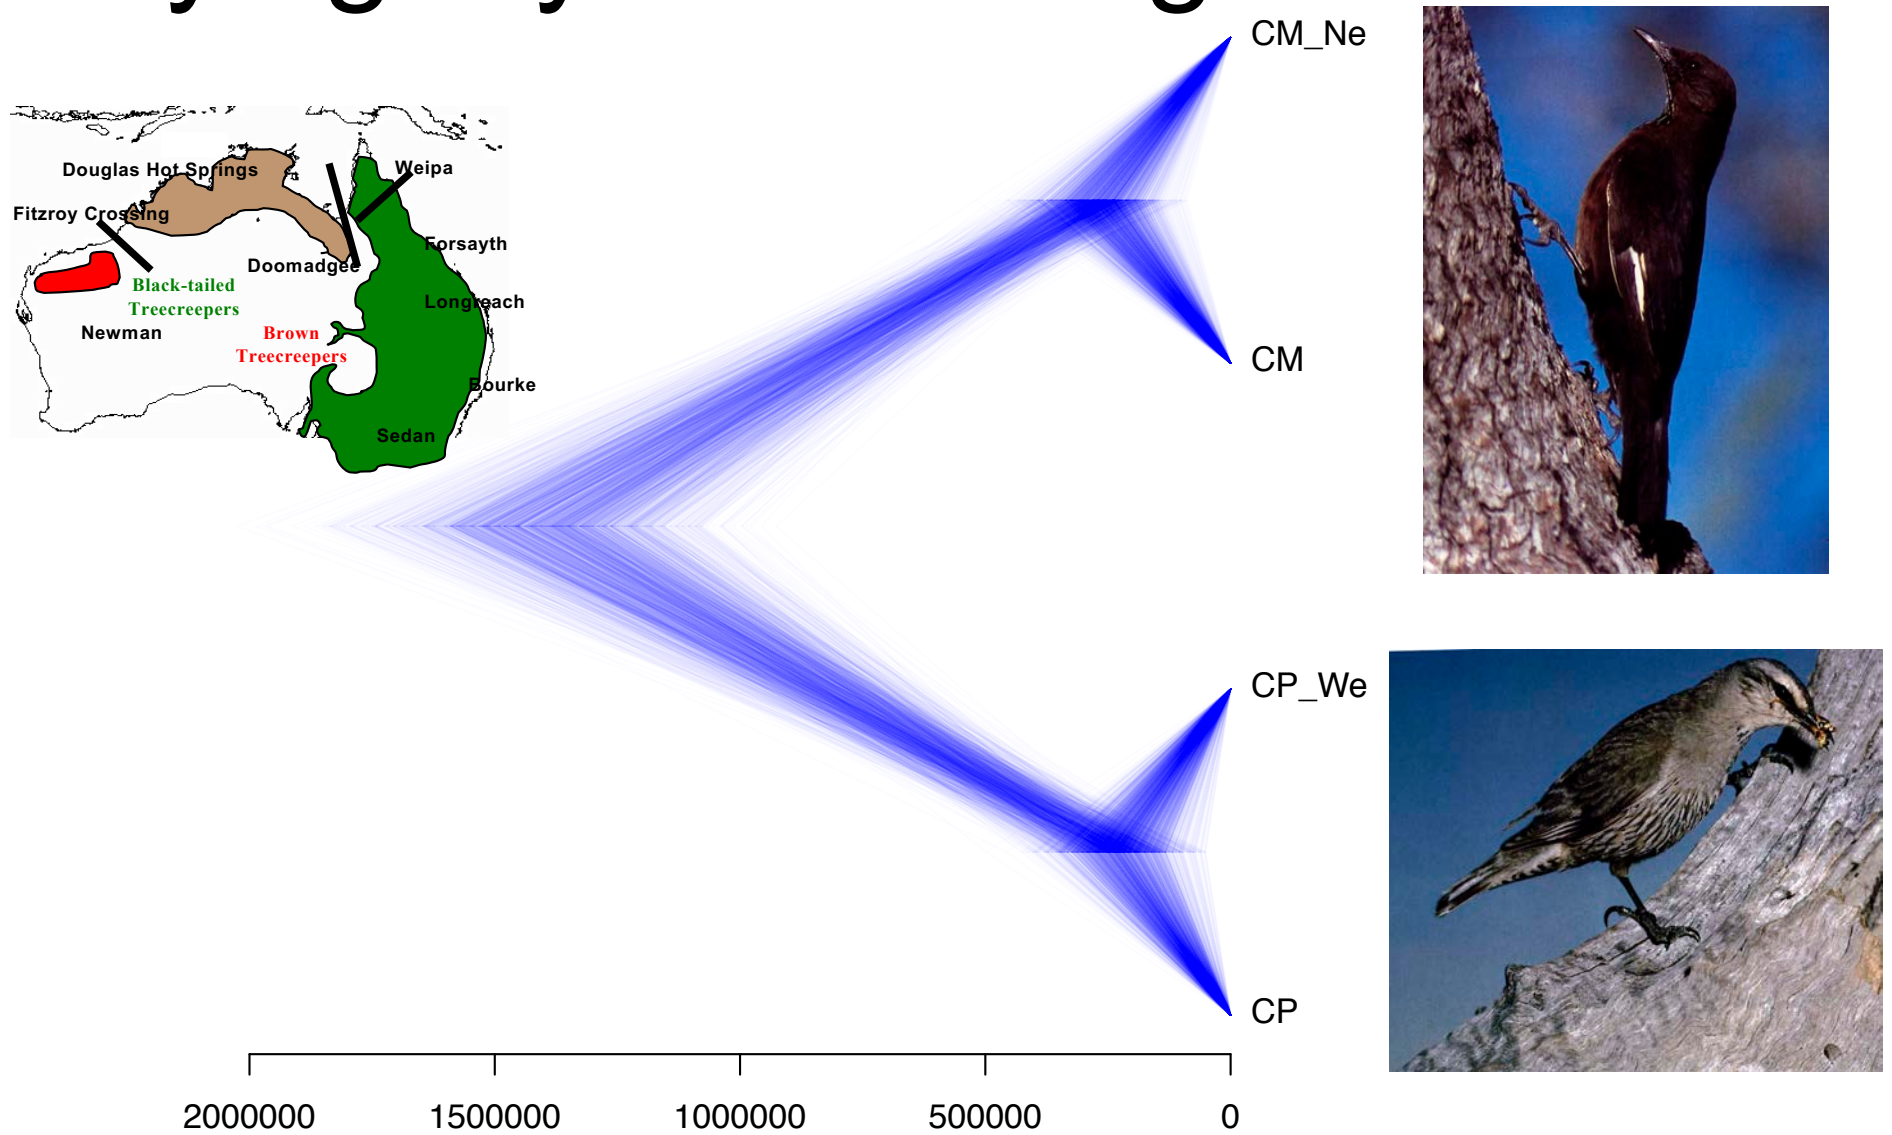 CM_Ne
Douglas Hot Springs
Weipa
Fitzroy Crossing
Forsayth
Doomadgee
Black-tailed
Treecreepers
Longreach
Newman
Brown
Treecreepers
CM
Bourke
Sedan
CP_We
CP
2000000 1500000 1000000 500000 0